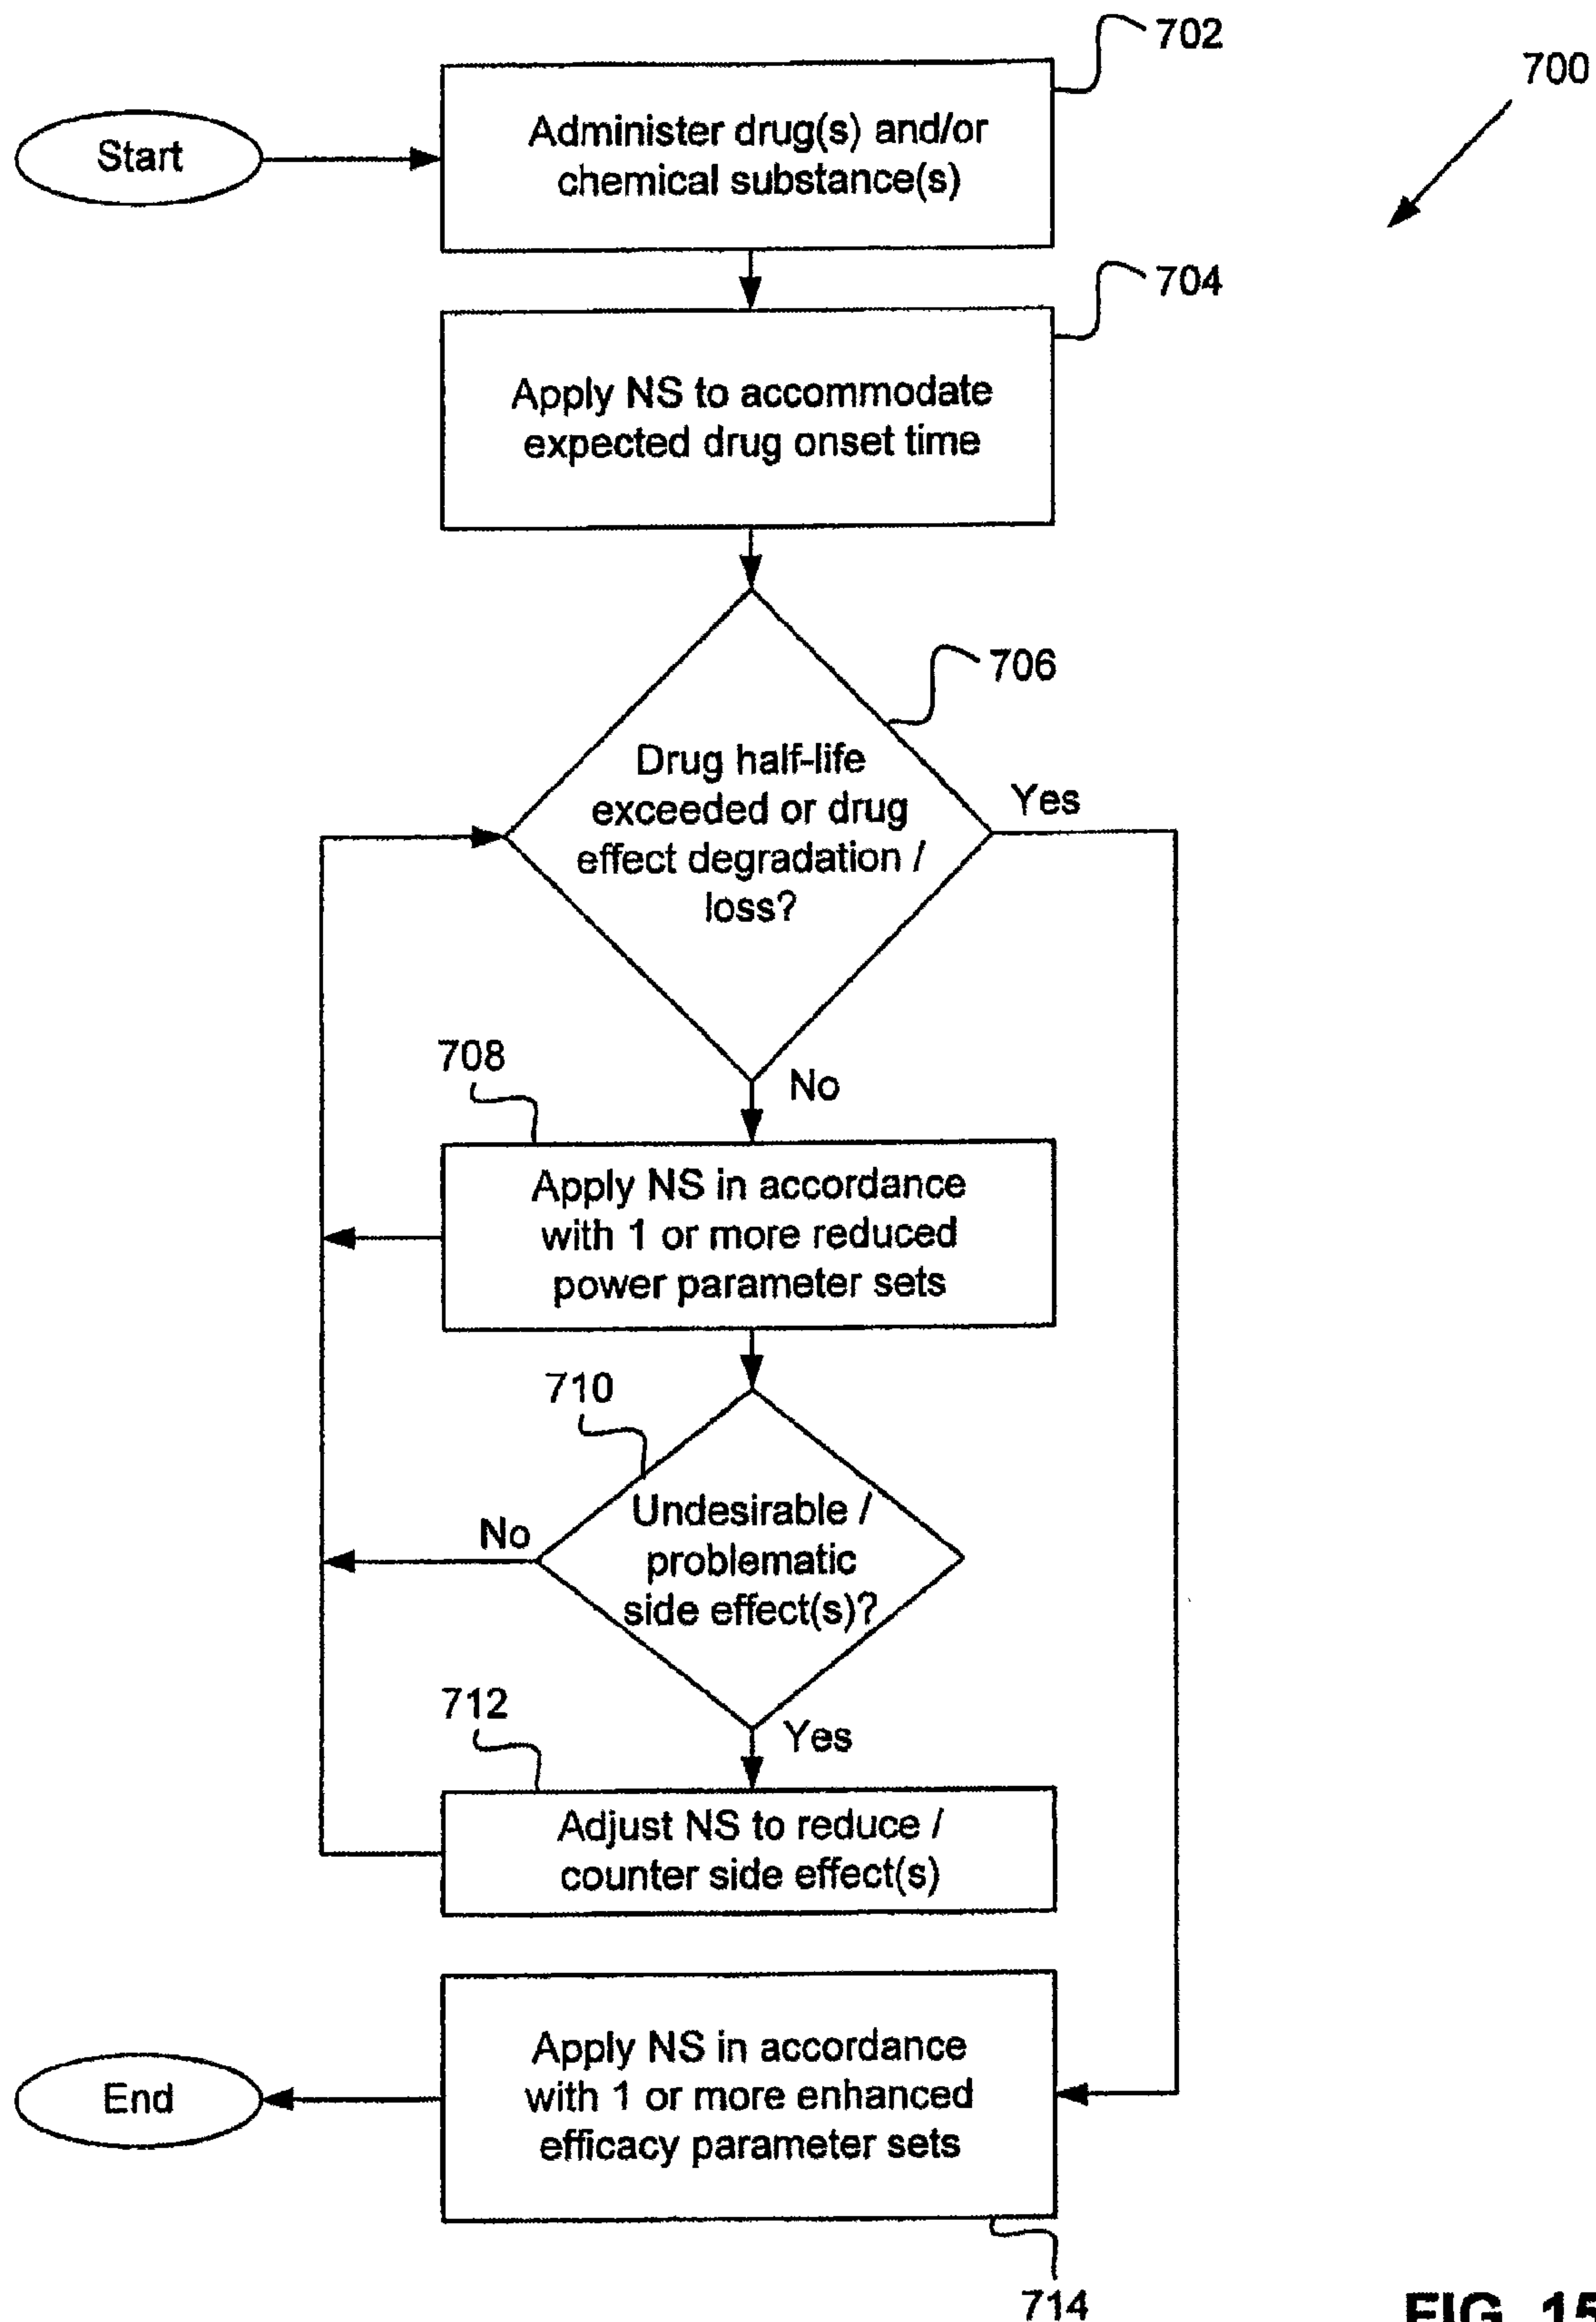 702
700
Start
Administer drug(s) and/or
chemical substance(s)
704
Apply NS to accommodate
expected drug onset time
706
Drug half-life
exceeded or drug
effect degradation /
loss?
Yes
No
708
Apply NS in accordance
with 1 or more reduced
power parameter sets
710
Undesirable /
problematic
side effect(s)?
No
Yes
712
Adjust NS to reduce /
counter side effect(s)
Apply NS in accordance
with 1 or more enhanced
efficacy parameter sets
End
714
FIG. 15